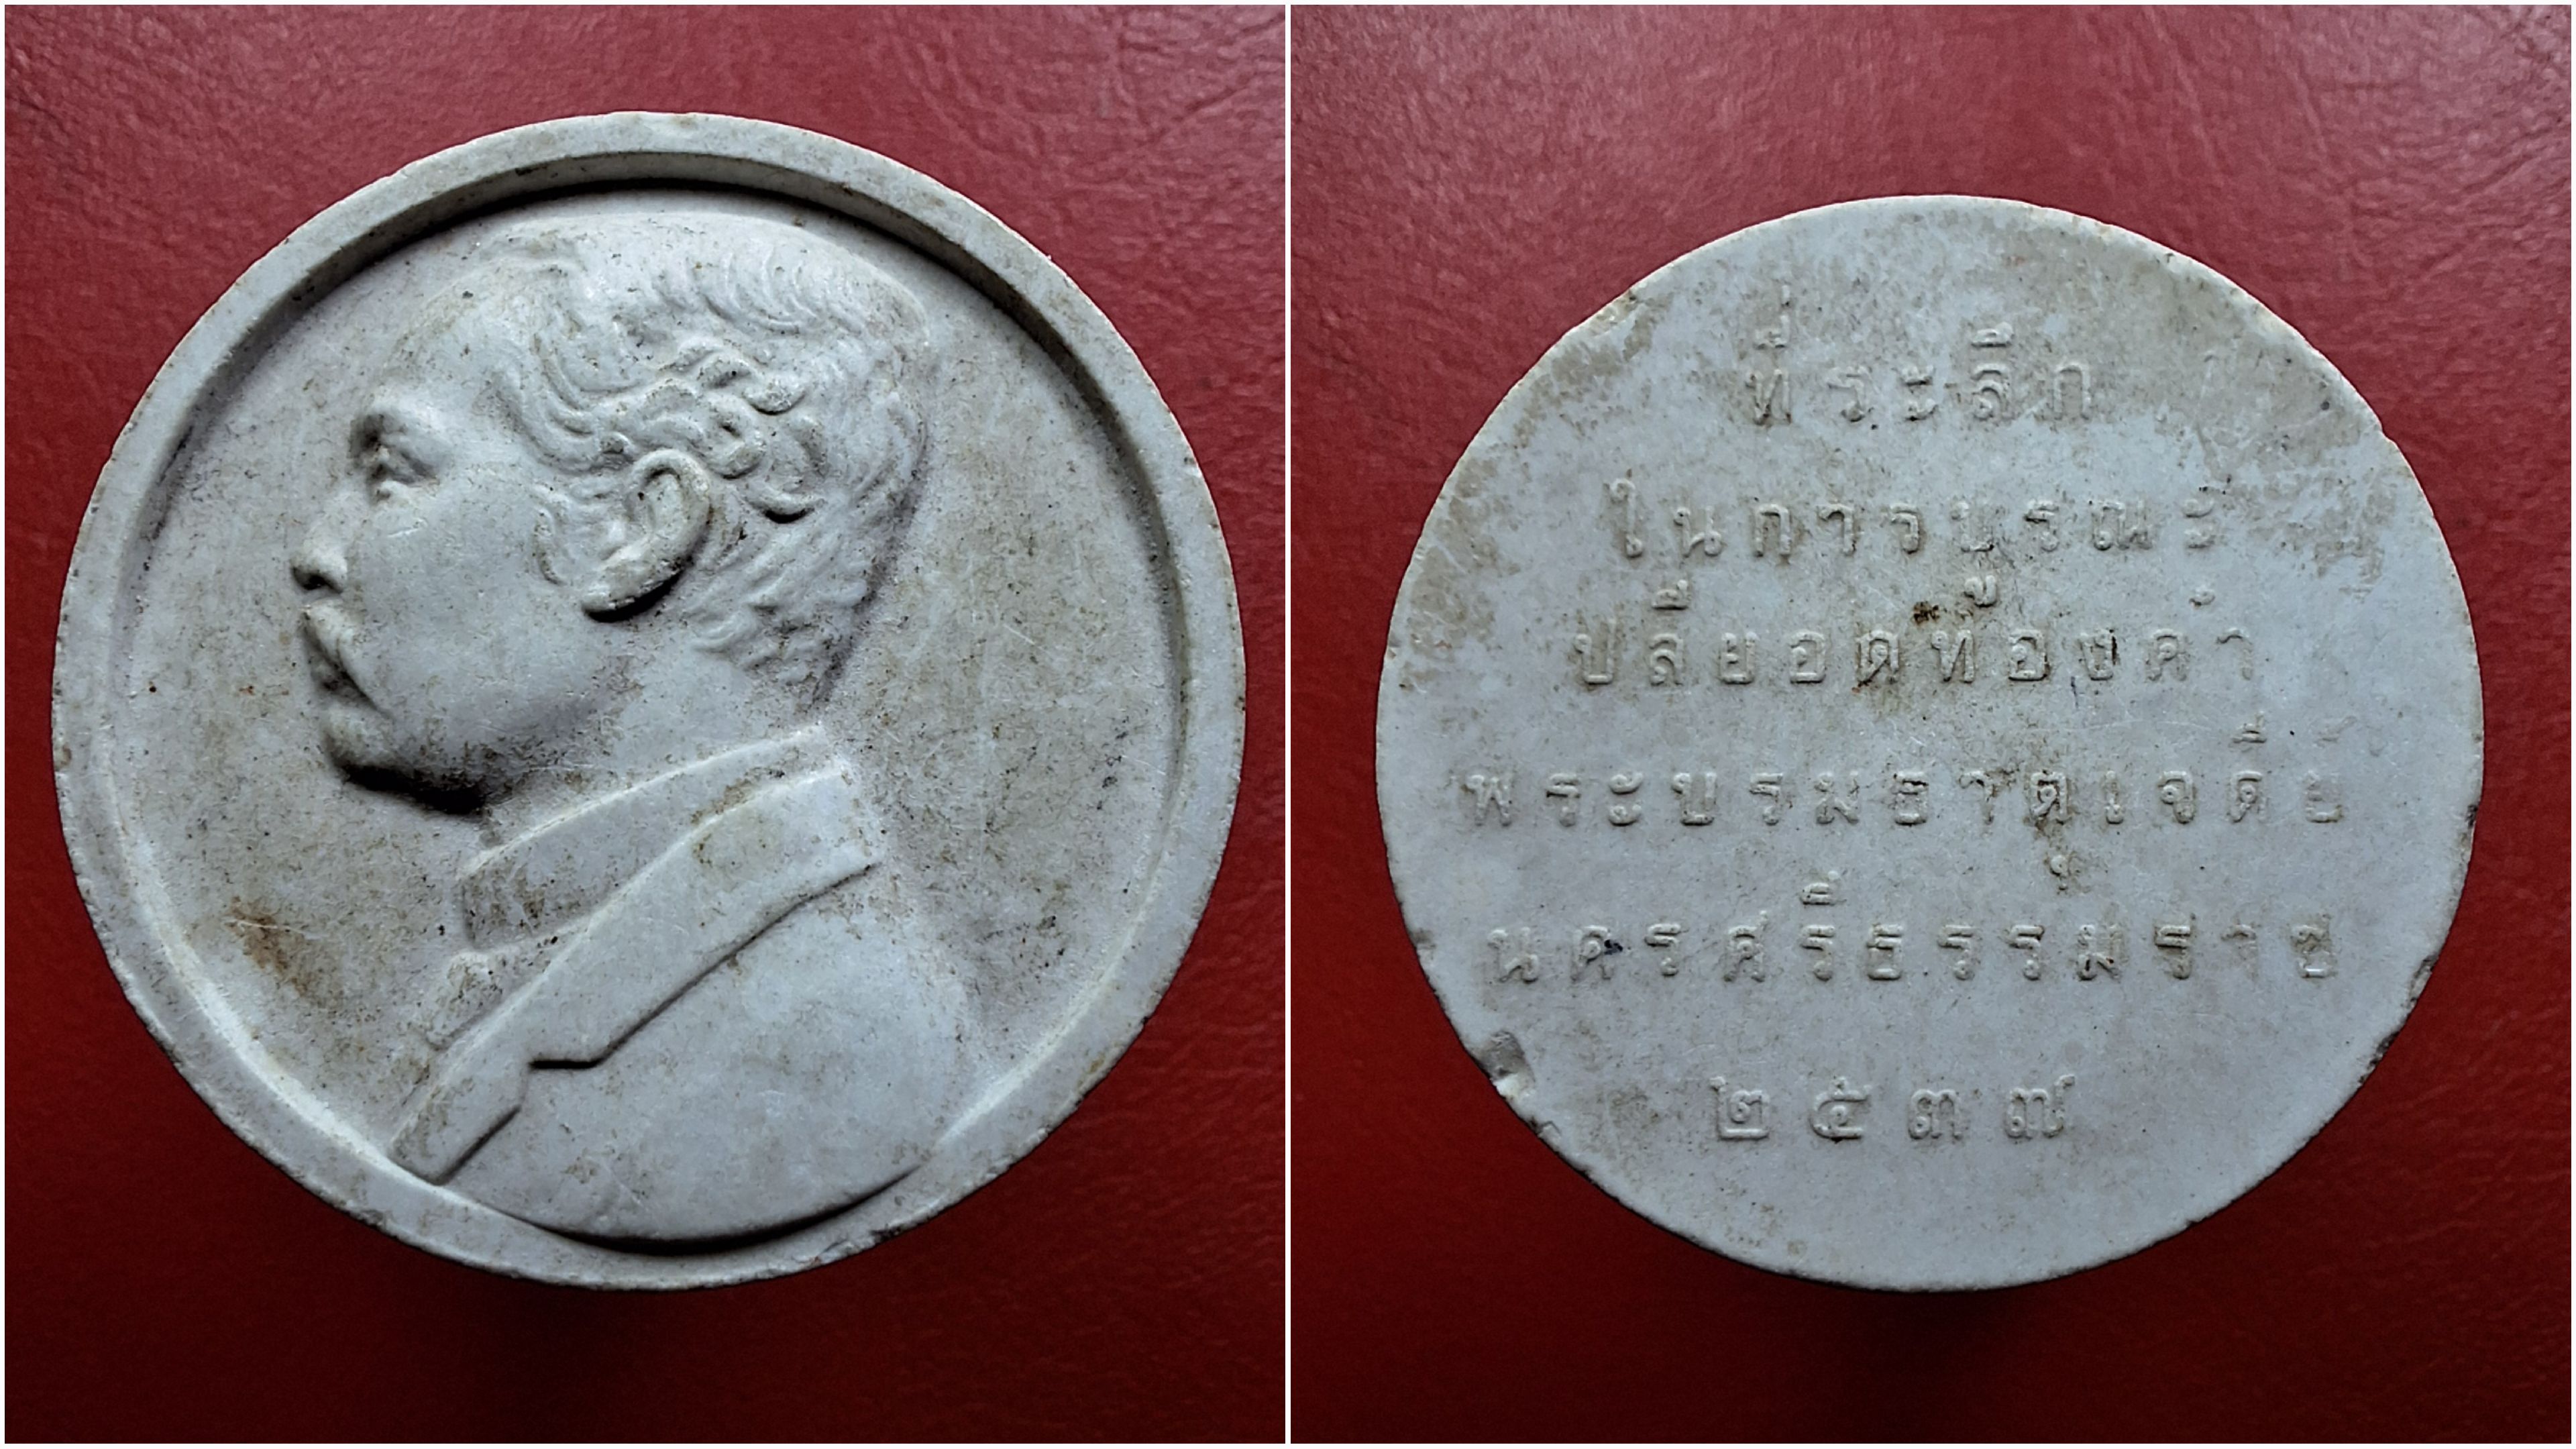 ที่ระลึก
ในการบูรณะ
ปลียอดทองคำ
พระบรมธาตุเจดีย์
นครศรีธรรมราช
๒๕๓๗